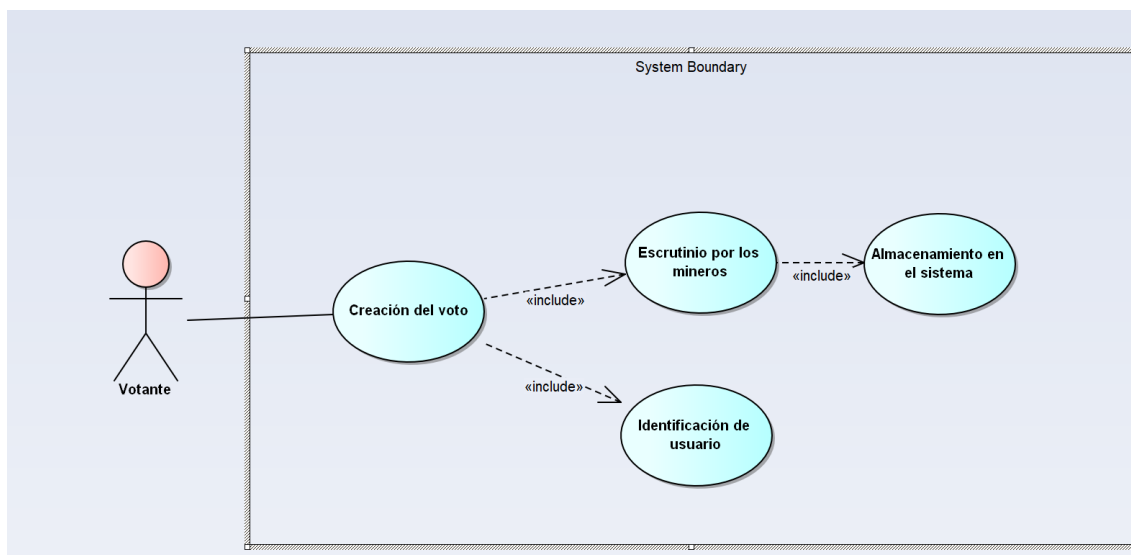 System Boundary
Votante
Creación del voto
«include»
Escrutinio por los
mineros
«include»
Almacenamiento en
el sistema
«include»
Identificación de
usuario